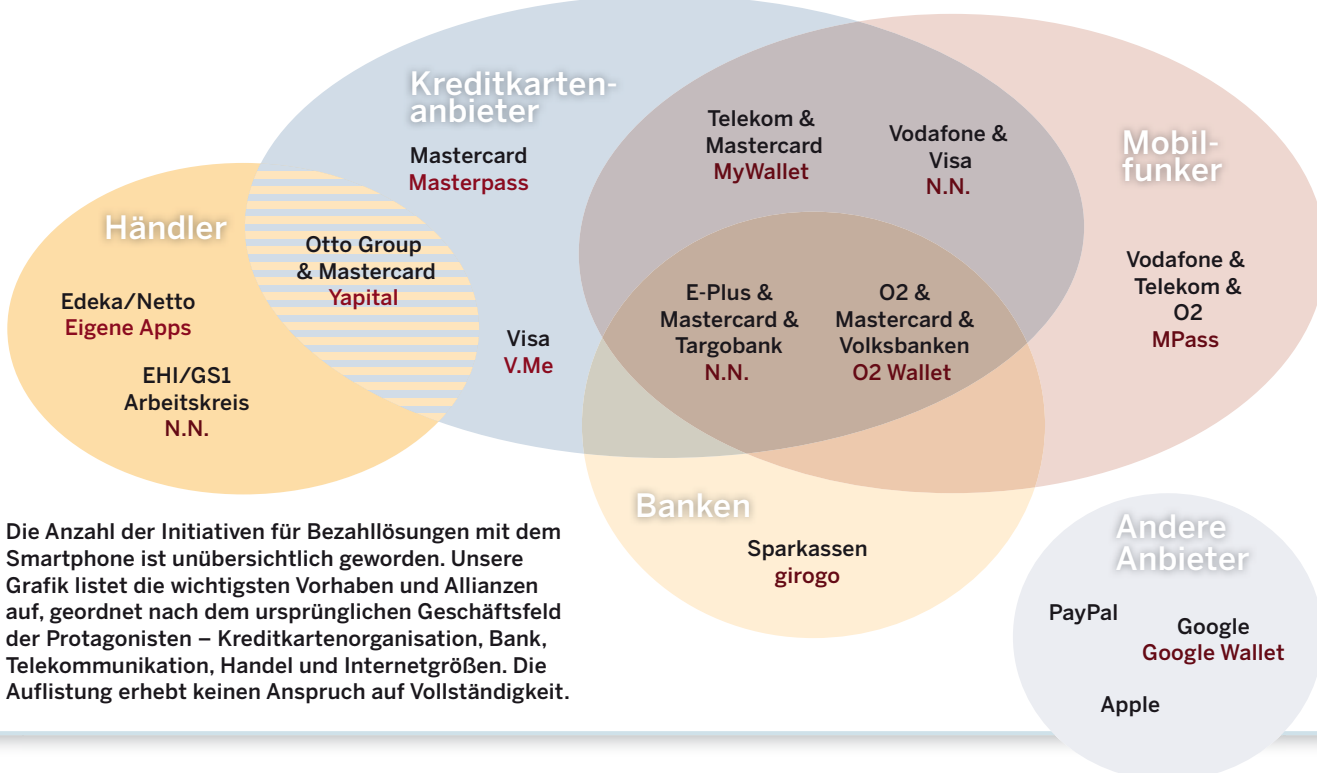 Kreditkarten-
anbieter
Mastercard
Masterpass
Telekom &
Mastercard
MyWallet
Vodafone &
Visa
N.N.
Mobil-
funker
Händler
Otto Group
& Mastercard
Yapital
Edeka/Netto
Eigene Apps
EHI/GS1
Arbeitskreis
N.N.
Visa
V.Me
E-Plus &
Mastercard &
Targobank
N.N.
O2 &
Mastercard &
Volksbanken
O2 Wallet
Vodafone &
Telekom &
O2
MPass
Banken
Sparkassen
girogo
Andere
Anbieter
PayPal
Google
Google Wallet
Apple
Die Anzahl der Initiativen für Bezahllösungen mit dem
Smartphone ist unübersichtlich geworden. Unsere
Grafik listet die wichtigsten Vorhaben und Allianzen
auf, geordnet nach dem ursprünglichen Geschäftsfeld
der Protagonisten – Kreditkartenorganisation, Bank,
Telekommunikation, Handel und Internetgrößen. Die
Auflistung erhebt keinen Anspruch auf Vollständigkeit.